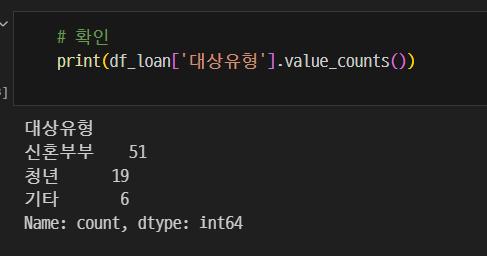 # 확인
print(df_loan['대상유형'].value_counts())
]
대상유형
신혼부부    51
청년      19
기타       6
Name: count, dtype: int64